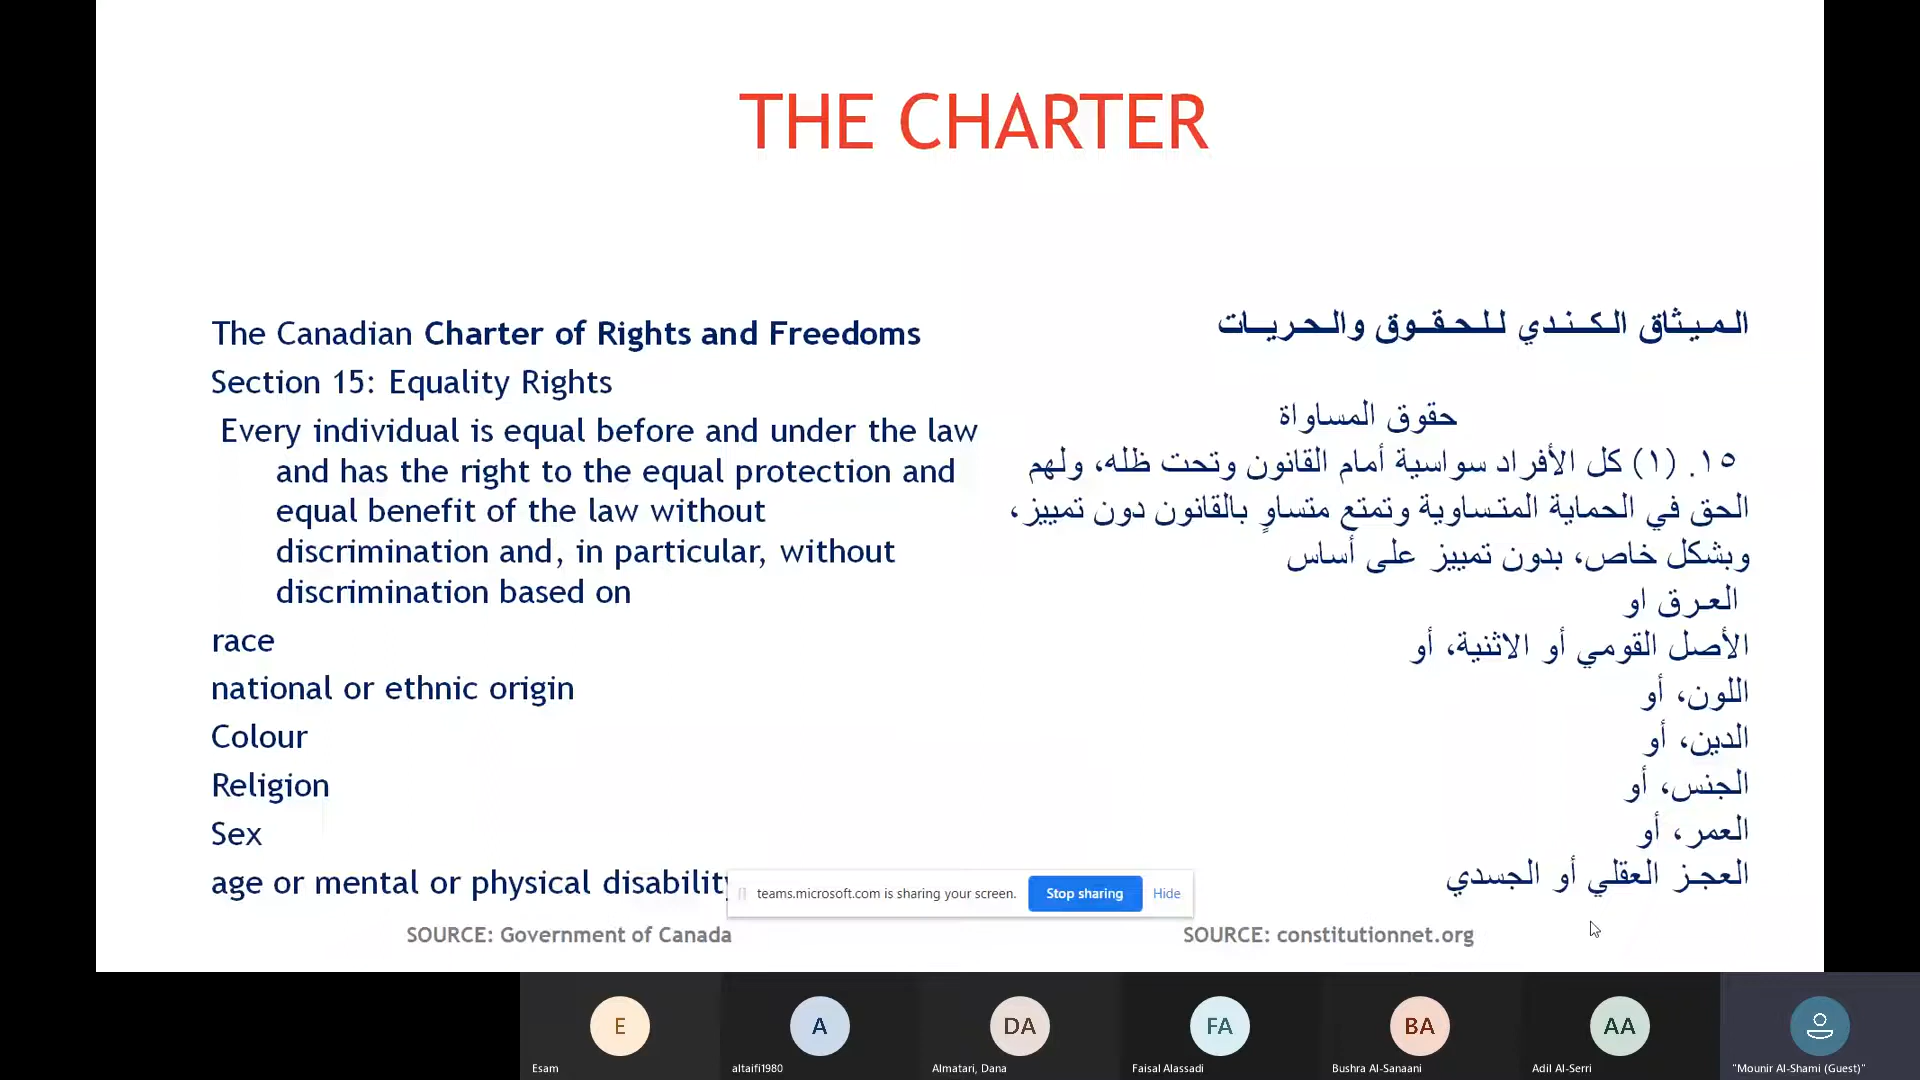 THE CHARTER
The Canadian Charter of Rights and Freedoms
Section 15: Equality Rights
Every individual is equal before and under the law
and has the right to the equal protection and
equal benefit of the law without
discrimination and, in particular, without
discrimination based on
race
national or ethnic origin
Colour
Religion
Sex
age or mental or physical disability
SOURCE: Government of Canada
الميثاق الكندي للحقوق والحريات
حقوق المساواة
١٥. (١) كل الأفراد سواسية أمام القانون وتحت ظله، ولهم
الحق في الحماية المتساوية وتمتع متساوٍ بالقانون دون تمييز،
وبشكل خاص، بدون تمييز على أساس
العرق او
الأصل القومي أو الاثنية، أو
اللون، أو
الدين، أو
الجنس، أو
العمر، أو
العجز العقلي أو الجسدي
SOURCE: constitutionnet.org
teams.microsoft.com is sharing your screen.
Stop sharing
Hide
E
A
DA
FA
BA
AA
Esam
altaifi1980
Almatari, Dana
Faisal Alassadi
Bushra Al-Sanaani
Adil Al-Serri
"Mounir Al-Shami (Guest)"